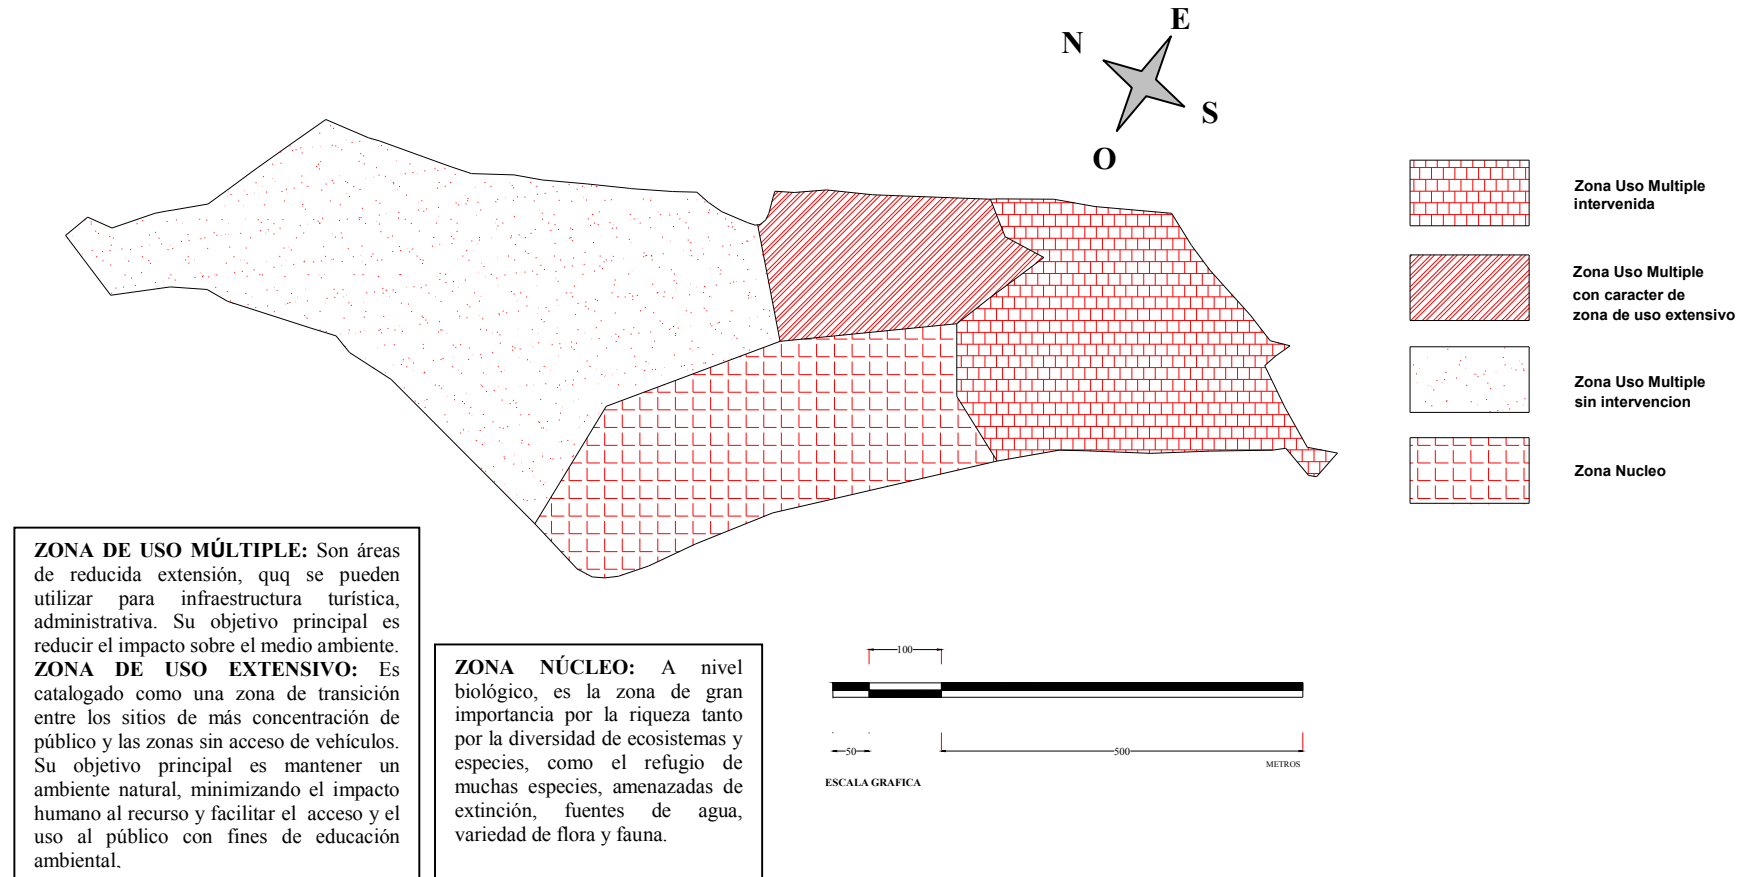 E
N
S
O
Zona Uso Multiple
intervenida
Zona Uso Multiple
con caracter de
zona de uso extensivo
Zona Uso Multiple
sin intervencion
Zona Nucleo
ZONA DE USO MÚLTIPLE: Son áreas
de reducida extensión, quq se pueden
utilizar para infraestructura turística,
administrativa. Su objetivo principal es
reducir el impacto sobre el medio ambiente.
ZONA DE USO EXTENSIVO: Es
catalogado como una zona de transición
entre los sitios de más concentración de
público y las zonas sin acceso de vehículos.
Su objetivo principal es mantener un
ambiente natural, minimizando el impacto
humano al recurso y facilitar el acceso y el
uso al público con fines de educación
ambiental.
ZONA NÚCLEO: A nivel
biológico, es la zona de gran
importancia por la riqueza tanto
por la diversidad de ecosistemas y
especies, como el refugio de
muchas especies, amenazadas de
extinción, fuentes de agua,
variedad de flora y fauna.
100
50
500
METROS
ESCALA GRAFICA